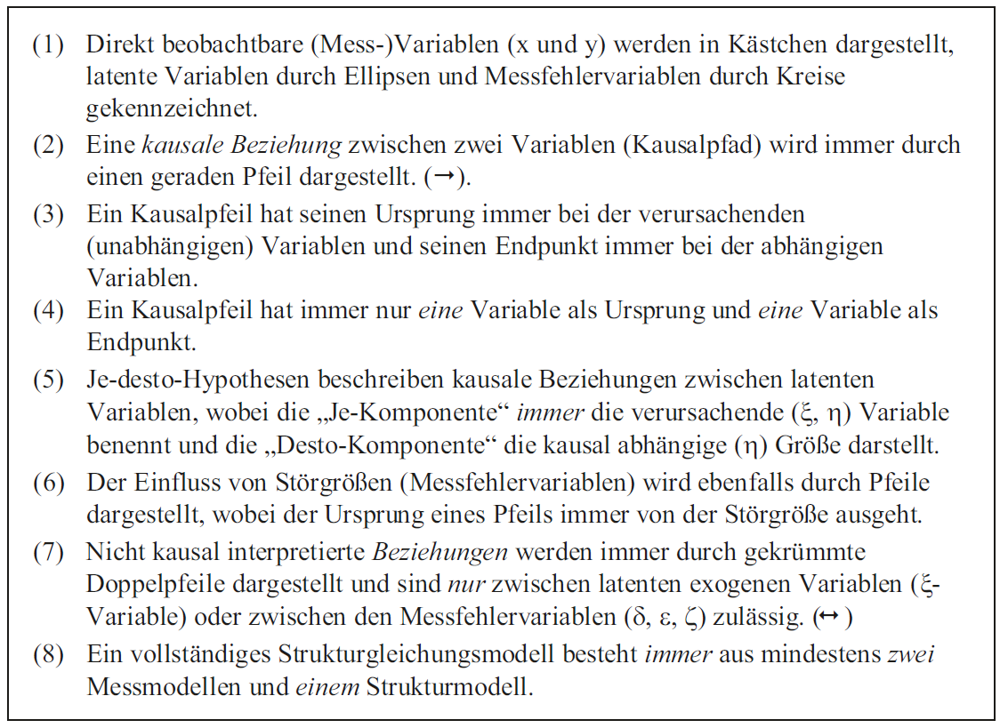 (1) Direkt beobachtbare (Mess-)Variablen (x und y) werden in Kästchen dargestellt,
latente Variablen durch Ellipsen und Messfehlervariablen durch Kreise
gekennzeichnet.
(2) Eine kausale Beziehung zwischen zwei Variablen (Kausalpfad) wird immer durch
einen geraden Pfeil dargestellt. (→).
(3) Ein Kausalpfeil hat seinen Ursprung immer bei der verursachenden
(unabhängigen) Variablen und seinen Endpunkt immer bei der abhängigen
Variablen.
(4) Ein Kausalpfeil hat immer nur eine Variable als Ursprung und eine Variable als
Endpunkt.
(5) Je-desto-Hypothesen beschreiben kausale Beziehungen zwischen latenten
Variablen, wobei die „Je-Komponente“ immer die verursachende (ξ, η) Variable
benennt und die „Desto-Komponente“ die kausal abhängige (η) Größe darstellt.
(6) Der Einfluss von Störgrößen (Messfehlervariablen) wird ebenfalls durch Pfeile
dargestellt, wobei der Ursprung eines Pfeils immer von der Störgröße ausgeht.
(7) Nicht kausal interpretierte Beziehungen werden immer durch gekrümmte
Doppelpfeile dargestellt und sind nur zwischen latenten exogenen Variablen (ξ-
Variable) oder zwischen den Messfehlervariablen (δ, ε, ζ) zulässig. (↔ )
(8) Ein vollständiges Strukturgleichungsmodell besteht immer aus mindestens zwei
Messmodellen und einem Strukturmodell.